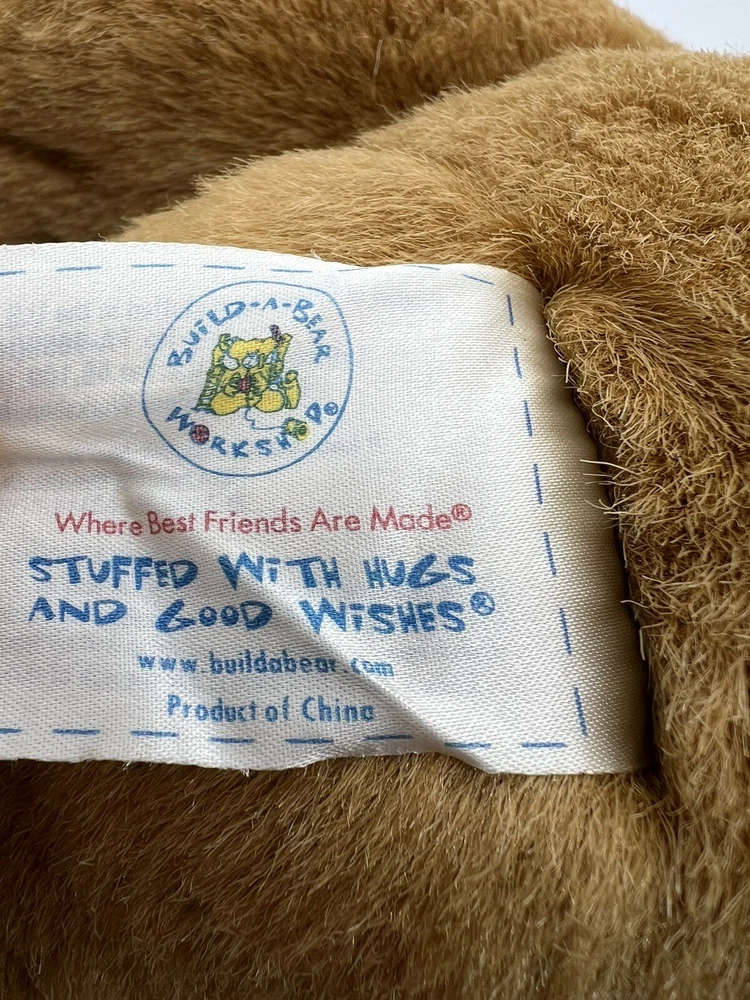 BUILD-A-BEAR
WORKSHOP®
Where Best Friends Are Made®
STUFFED WITH HUGS
AND GOOD WISHES®
www.buildabear.com
Product of China